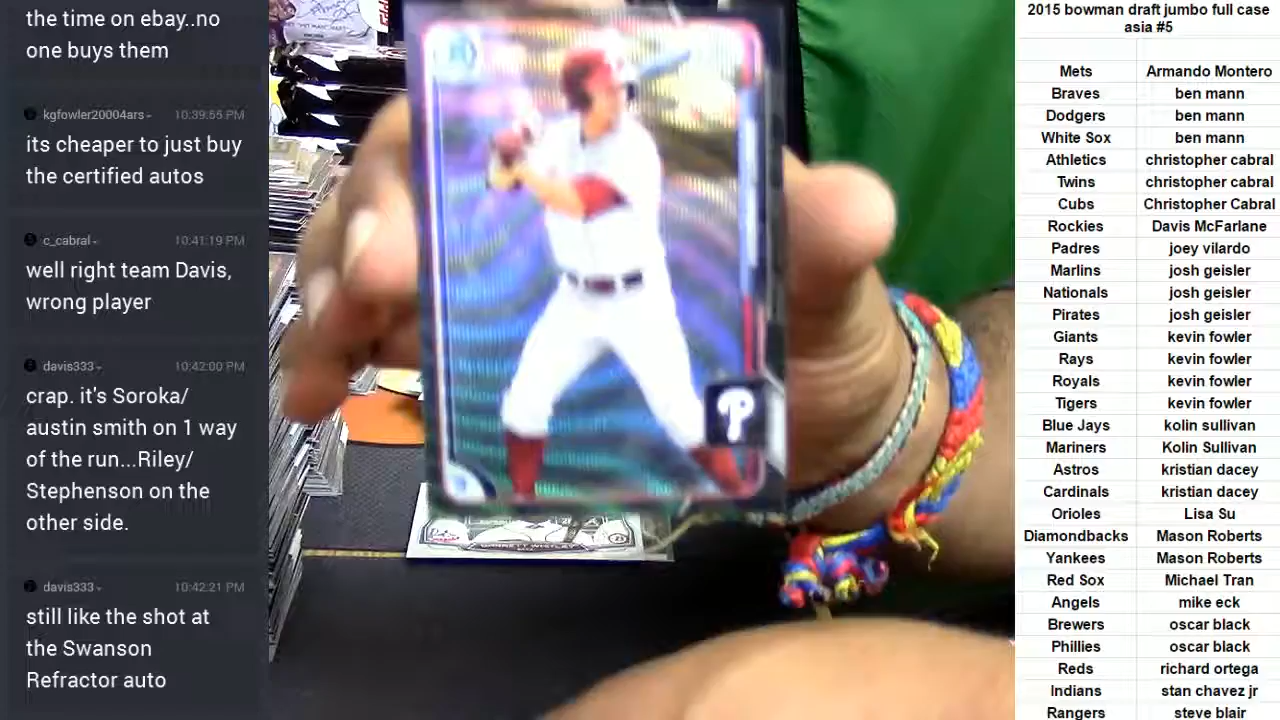 the time on ebay..no
one buys them
kgfowler20004ars 10:39:55 PM
its cheaper to just buy
the certified autos
c_cabral 10:41:19 PM
well right team Davis,
wrong player
davis333 10:42:00 PM
crap. it's Soroka/
austin smith on 1 way
of the run...Riley/
Stephenson on the
other side.
davis333 10:42:21 PM
still like the shot at
the Swanson
Refractor auto
P
2015 bowman draft jumbo full case
asia #5
Mets Armando Montero
Braves ben mann
Dodgers ben mann
White Sox ben mann
Athletics christopher cabral
Twins christopher cabral
Cubs Christopher Cabral
Rockies Davis McFarlane
Padres joey vilardo
Marlins josh geisler
Nationals josh geisler
Pirates josh geisler
Giants kevin fowler
Rays kevin fowler
Royals kevin fowler
Tigers kevin fowler
Blue Jays kolin sullivan
Mariners Kolin Sullivan
Astros kristian dacey
Cardinals kristian dacey
Orioles Lisa Su
Diamondbacks Mason Roberts
Yankees Mason Roberts
Red Sox Michael Tran
Angels mike eck
Brewers oscar black
Phillies oscar black
Reds richard ortega
Indians stan chavez jr
Rangers steve blair